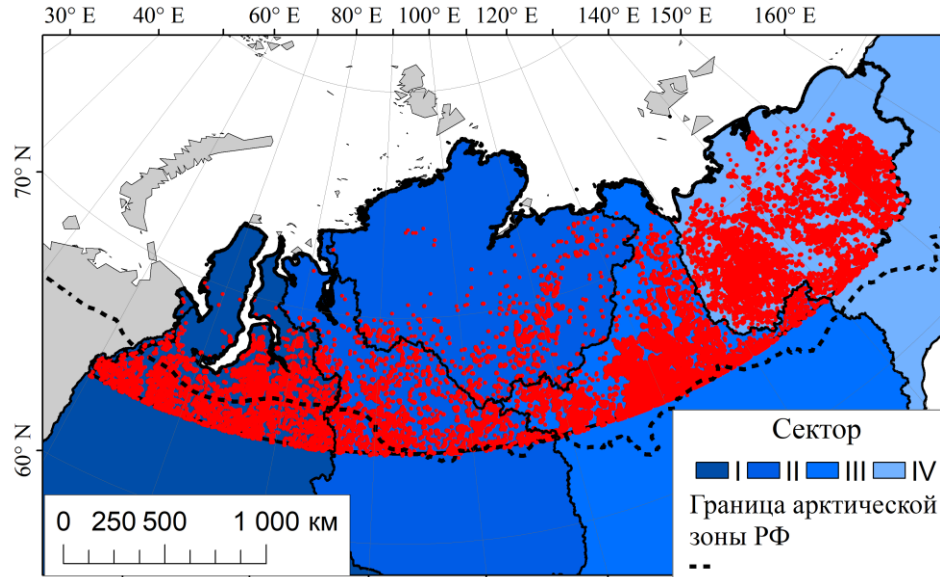 30° E 40° E 60° E 80° E 100° E 120° E 140° E 150° E 160° E
70° N
60° N
Сектор
I II III IV
Граница арктической
зоны РФ
0 250 500 1 000 км